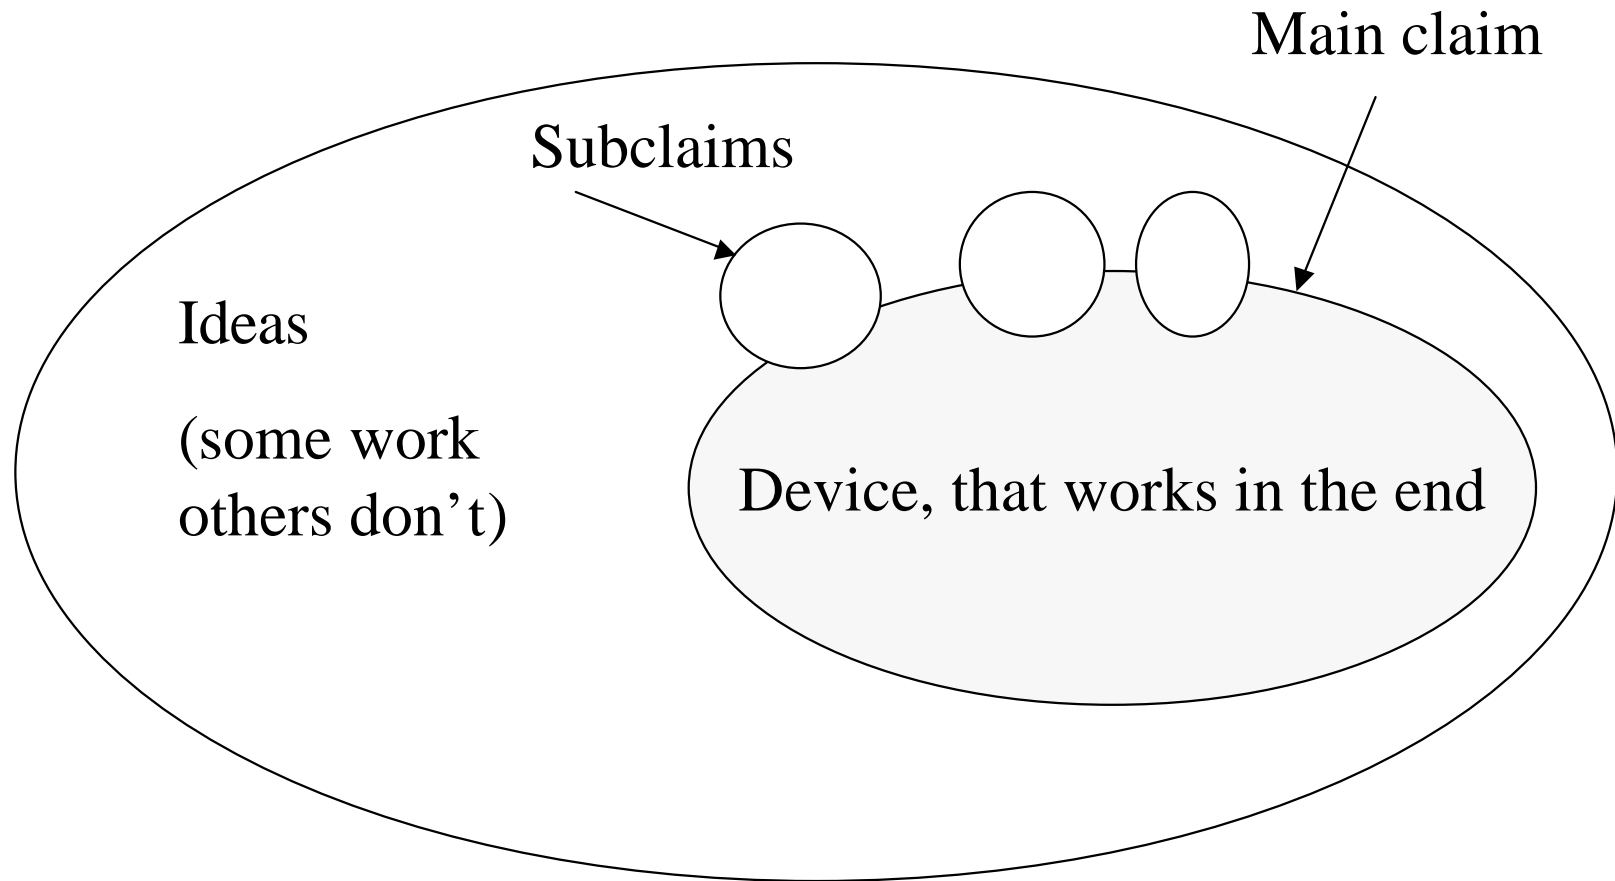 Main claim
Subclaims
Ideas
(some work
others don’t)
Device, that works in the end